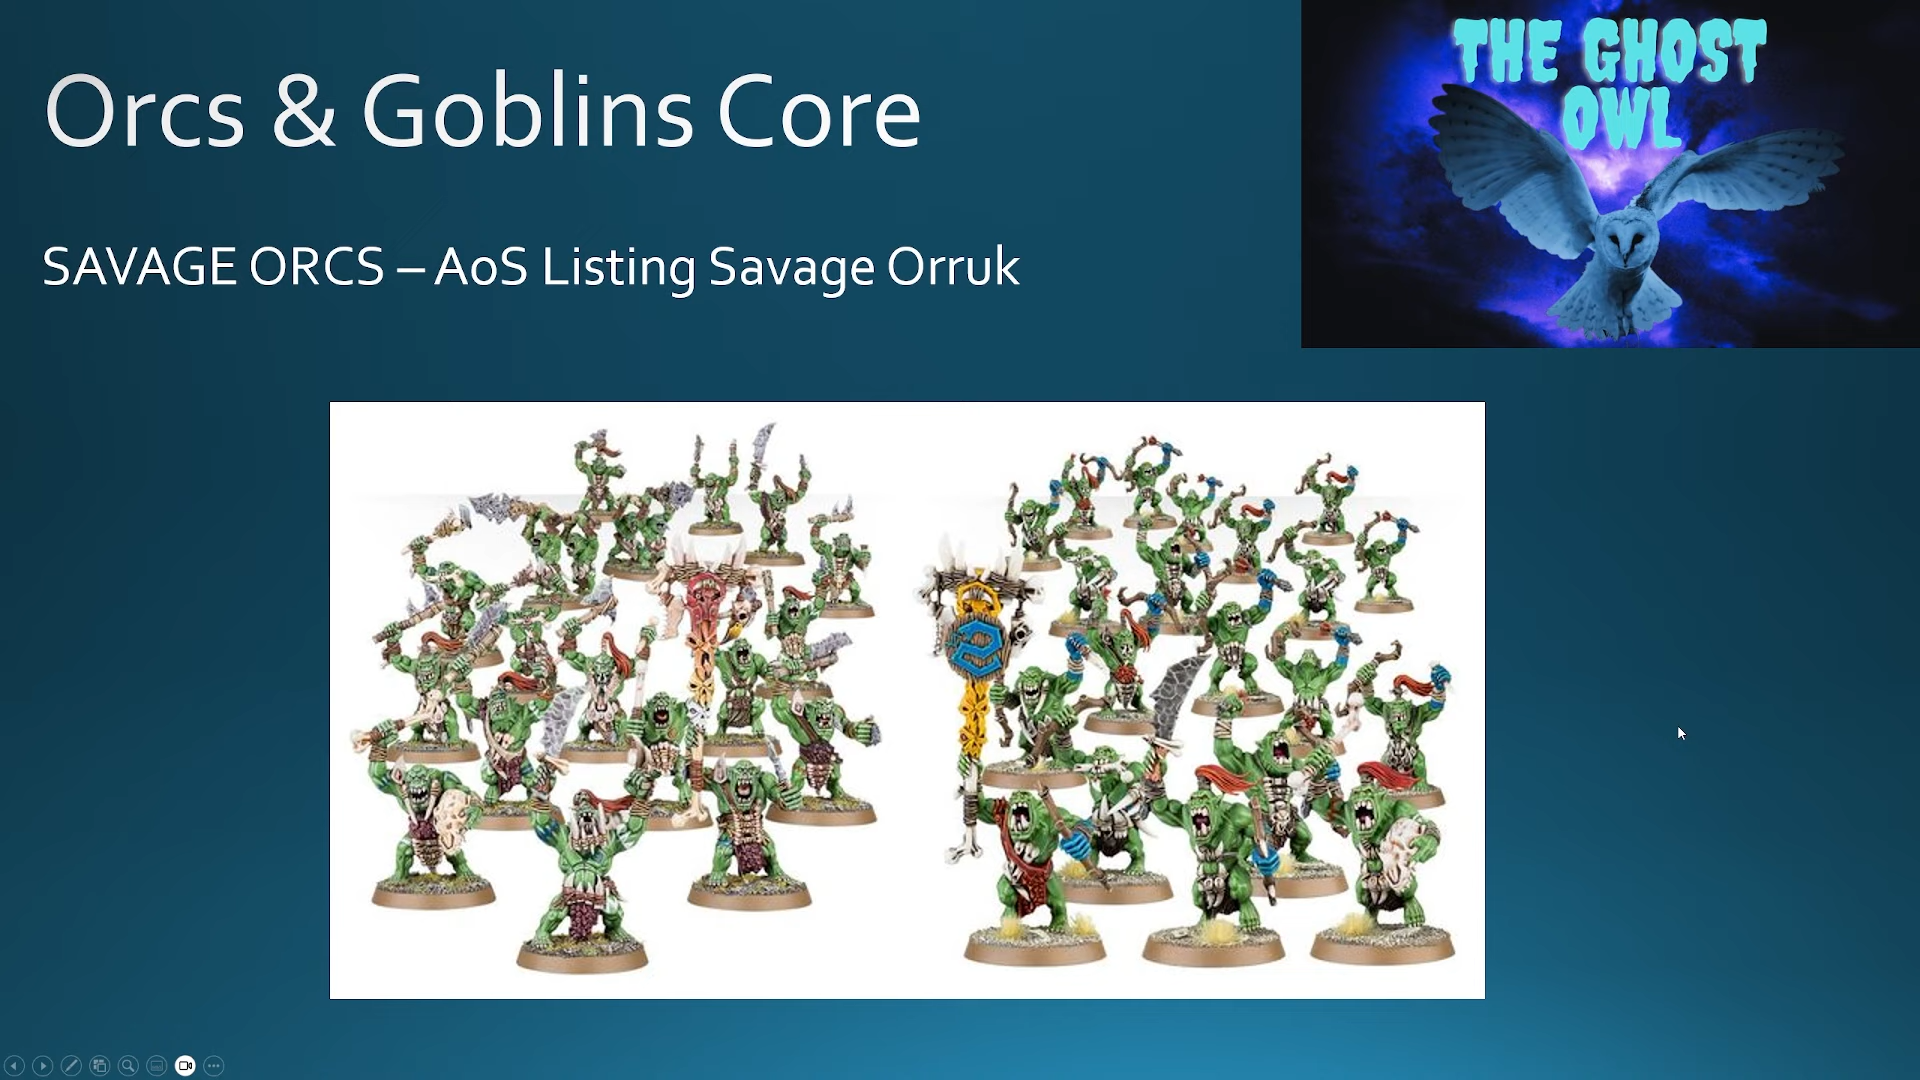 Orcs & Goblins Core
THE GHOST
OWL
SAVAGE ORCS – AoS Listing Savage Orruk